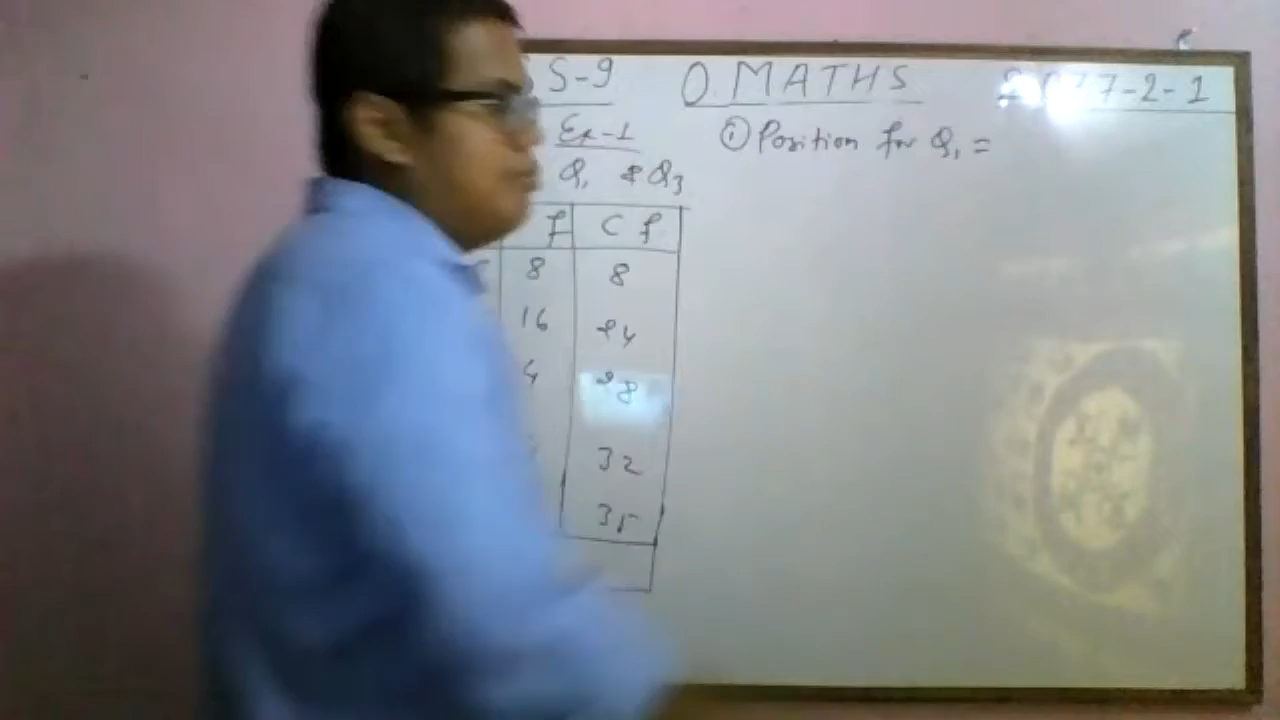 S-9 O. MATHS 2077-2-1
Ex-1
Q₁ & Q₃
① Position for Q₁ =
f C f
8 8
16 24
4 28
32
35